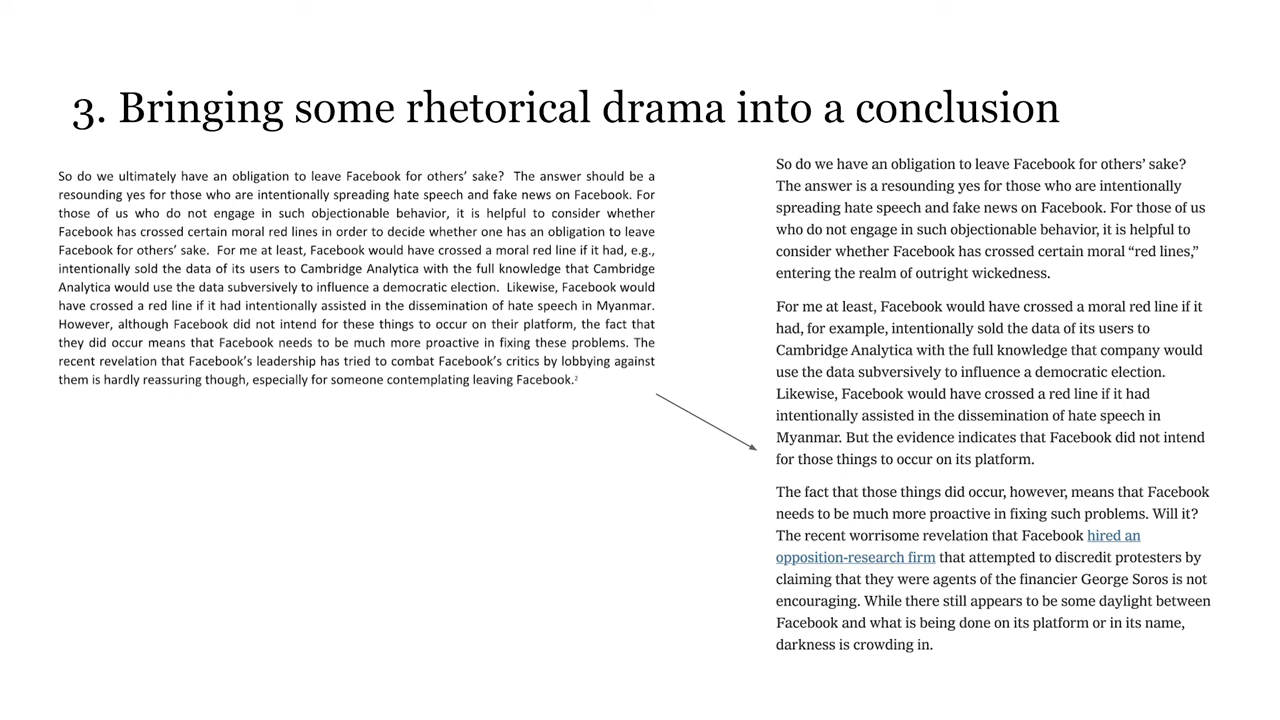 3. Bringing some rhetorical drama into a conclusion
So do we ultimately have an obligation to leave Facebook for others' sake?  The answer should be a
resounding yes for those who are intentionally spreading hate speech and fake news on Facebook. For
those of us who do not engage in such objectionable behavior, it is helpful to consider whether
Facebook has crossed certain moral red lines in order to decide whether one has an obligation to leave
Facebook for others' sake.  For me at least, Facebook would have crossed a moral red line if it had, e.g.,
intentionally sold the data of its users to Cambridge Analytica with the full knowledge that Cambridge
Analytica would use the data subversively to influence a democratic election.  Likewise, Facebook would
have crossed a red line if it had intentionally assisted in the dissemination of hate speech in Myanmar.
However, although Facebook did not intend for these things to occur on their platform, the fact that
they did occur means that Facebook needs to be much more proactive in fixing these problems. The
recent revelation that Facebook's leadership has tried to combat Facebook's critics by lobbying against
them is hardly reassuring though, especially for someone contemplating leaving Facebook.²
So do we have an obligation to leave Facebook for others' sake?
The answer is a resounding yes for those who are intentionally
spreading hate speech and fake news on Facebook. For those of us
who do not engage in such objectionable behavior, it is helpful to
consider whether Facebook has crossed certain moral “red lines,”
entering the realm of outright wickedness.
For me at least, Facebook would have crossed a moral red line if it
had, for example, intentionally sold the data of its users to
Cambridge Analytica with the full knowledge that company would
use the data subversively to influence a democratic election.
Likewise, Facebook would have crossed a red line if it had
intentionally assisted in the dissemination of hate speech in
Myanmar. But the evidence indicates that Facebook did not intend
for those things to occur on its platform.
The fact that those things did occur, however, means that Facebook
needs to be much more proactive in fixing such problems. Will it?
The recent worrisome revelation that Facebook hired an
opposition-research firm that attempted to discredit protesters by
claiming that they were agents of the financier George Soros is not
encouraging. While there still appears to be some daylight between
Facebook and what is being done on its platform or in its name,
darkness is crowding in.